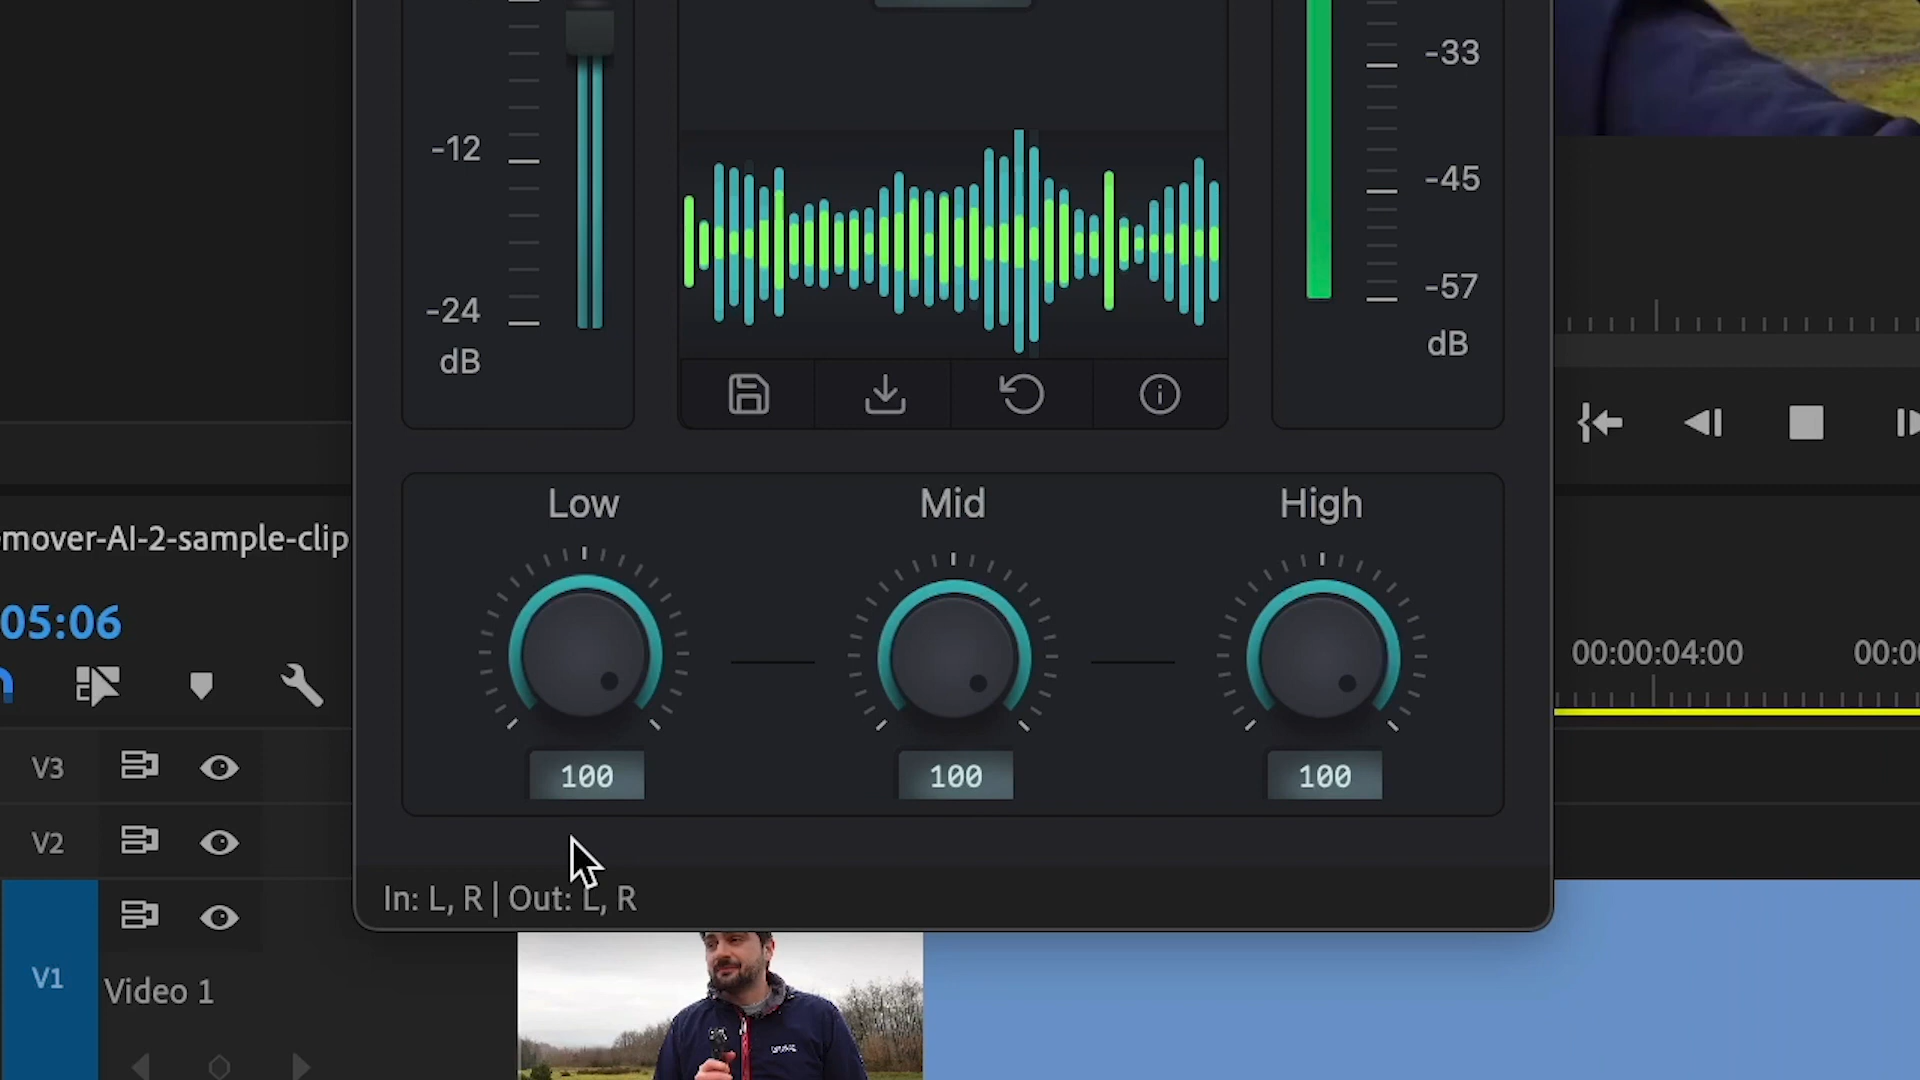 -33
-12
-45
-57
-24
dB
dB
Low
Mid
High
mover-AI-2-sample-clip
05:06
00:00:04:00
00:0
V3
100
100
100
V2
In: L, R | Out: L, R
V1
Video 1